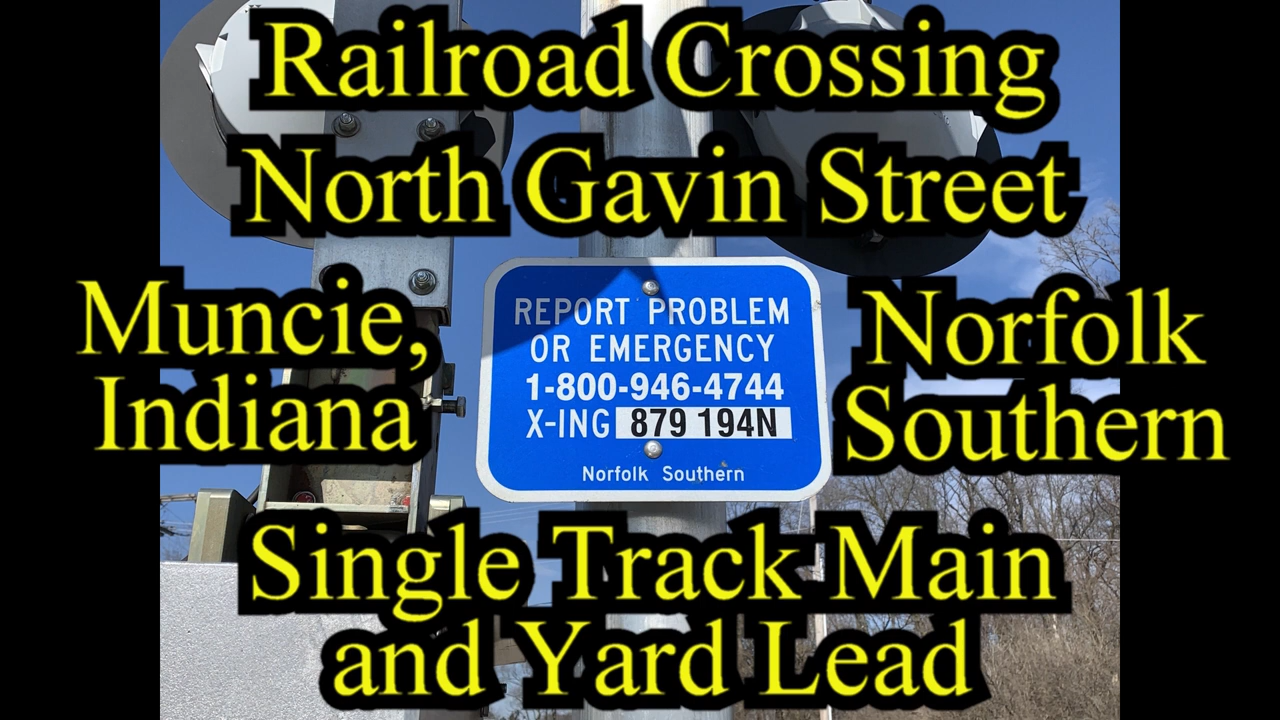 Railroad Crossing
North Gavin Street
Muncie,
Indiana
Norfolk
Southern
REPORT PROBLEM
OR EMERGENCY
1-800-946-4744
X-ING 879 194N
Norfolk Southern
Single Track Main
and Yard Lead